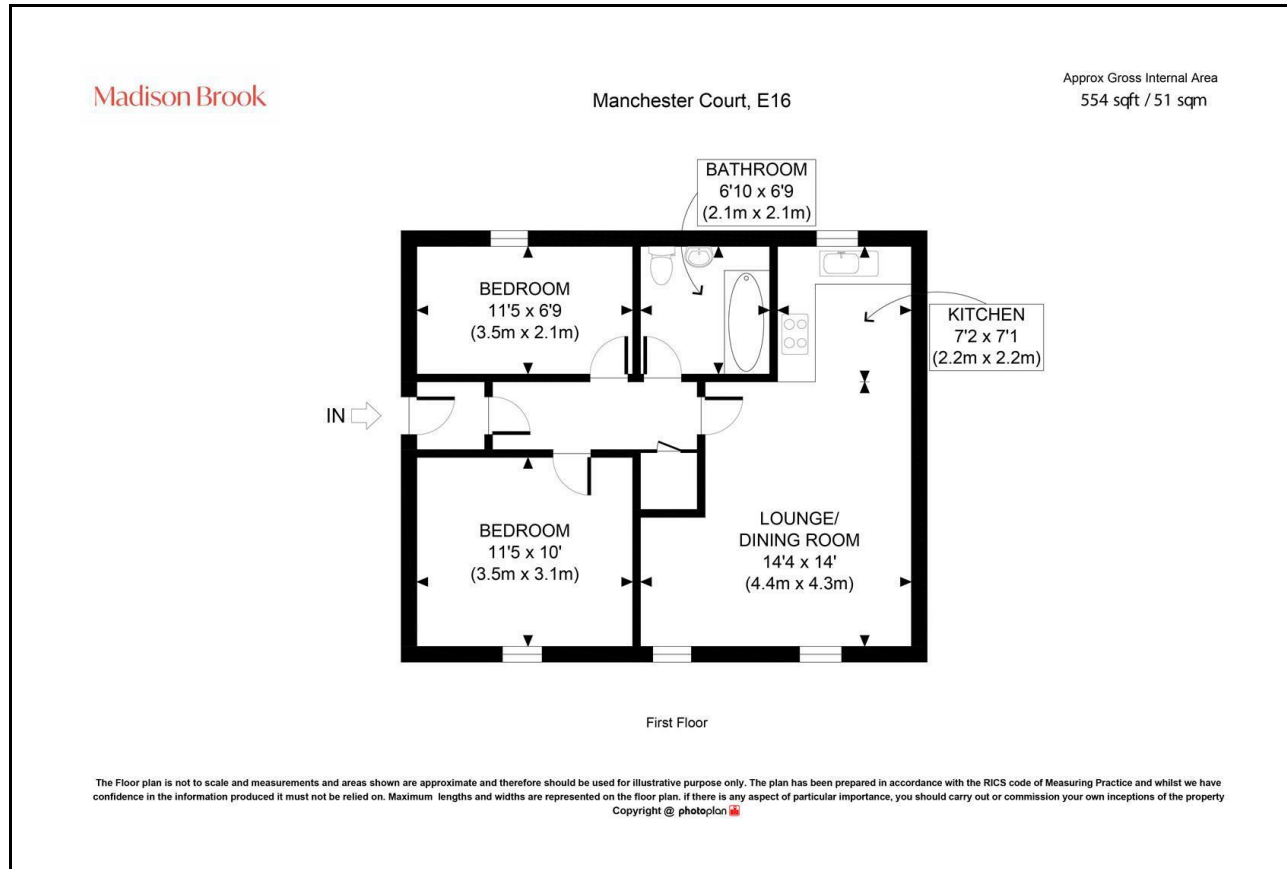 Madison Brook
Manchester Court, E16
Approx Gross Internal Area
554 sqft / 51 sqm
BATHROOM
6'10 x 6'9
(2.1m x 2.1m)
BEDROOM
11'5 x 6'9
(3.5m x 2.1m)
KITCHEN
7'2 x 7'1
(2.2m x 2.2m)
IN
BEDROOM
11'5 x 10'
(3.5m x 3.1m)
LOUNGE/
DINING ROOM
14'4 x 14'
(4.4m x 4.3m)
First Floor
The Floor plan is not to scale and measurements and areas shown are approximate and therefore should be used for illustrative purpose only. The plan has been prepared in accordance with the RICS code of Measuring Practice and whilst we have
confidence in the information produced it must not be relied on. Maximum lengths and widths are represented on the floor plan. if there is any aspect of particular importance, you should carry out or commission your own inceptions of the property
Copyright @ photoplan